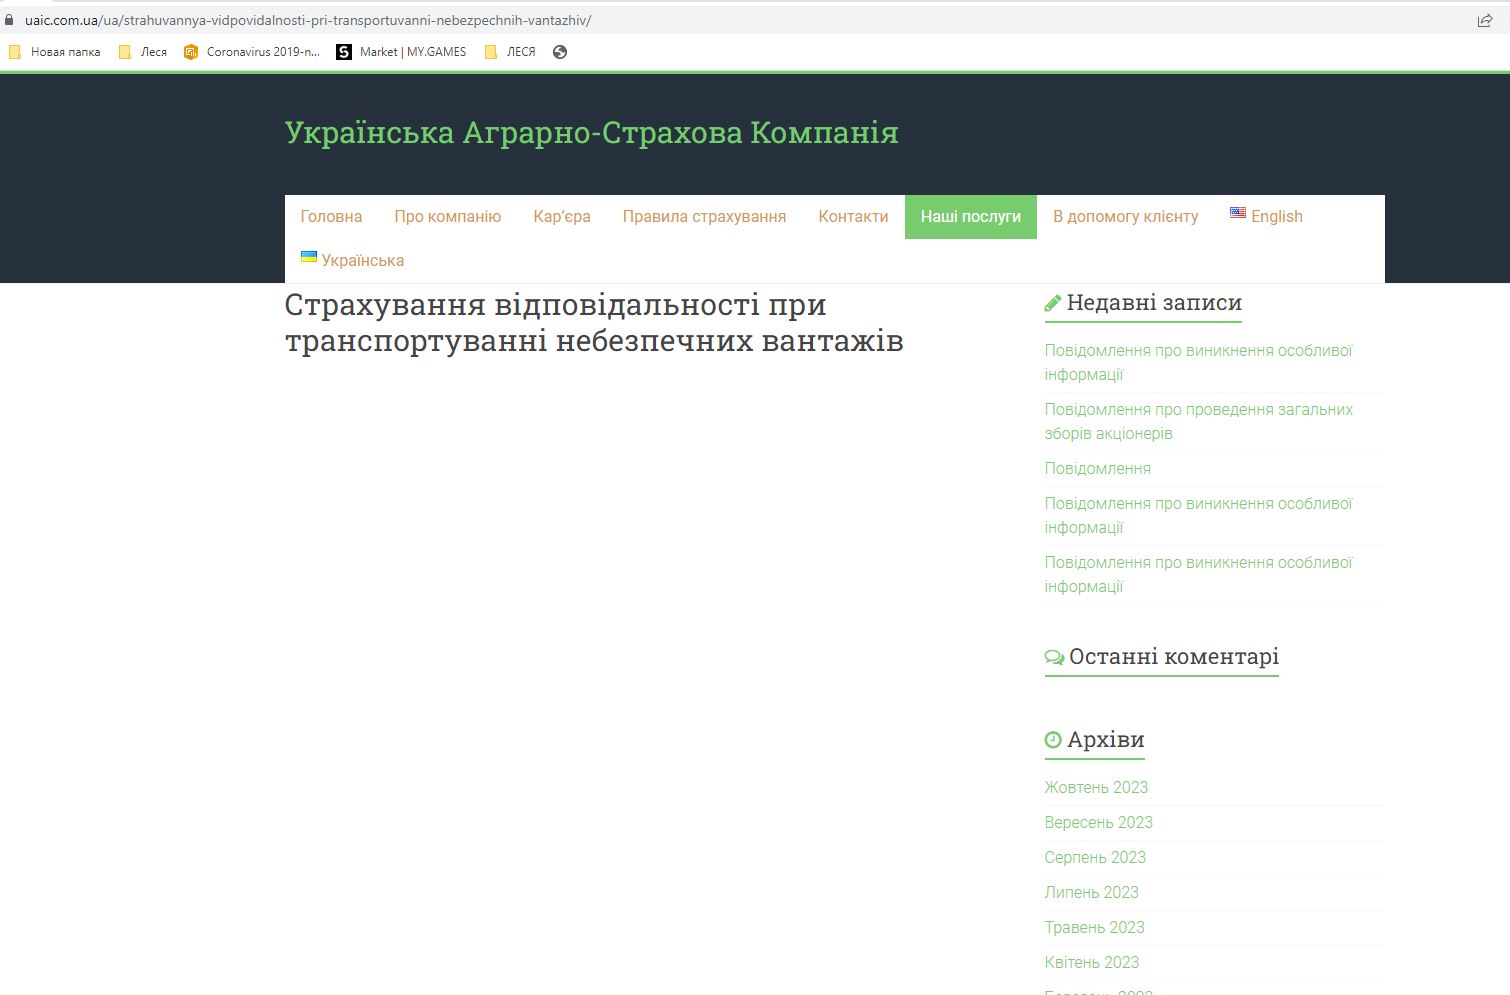 uaic.com.ua/ua/strahuvannya-vidpovidalnosti-pri-transportuvanni-nebezpechnih-vantazhiv/
Новая папка Леся Coronavirus 2019-n... Market | MY.GAMES ЛЕСЯ
Українська Аграрно-Страхова Компанія
Головна Про компанію Кар'єра Правила страхування Контакти Наші послуги В допомогу клієнту English
Українська
Страхування відповідальності при
транспортуванні небезпечних вантажів
Недавні записи
Повідомлення про виникнення особливої
інформації
Повідомлення про проведення загальних
зборів акціонерів
Повідомлення
Повідомлення про виникнення особливої
інформації
Повідомлення про виникнення особливої
інформації
Останні коментарі
Архіви
Жовтень 2023
Вересень 2023
Серпень 2023
Липень 2023
Травень 2023
Квітень 2023
Березень 2023